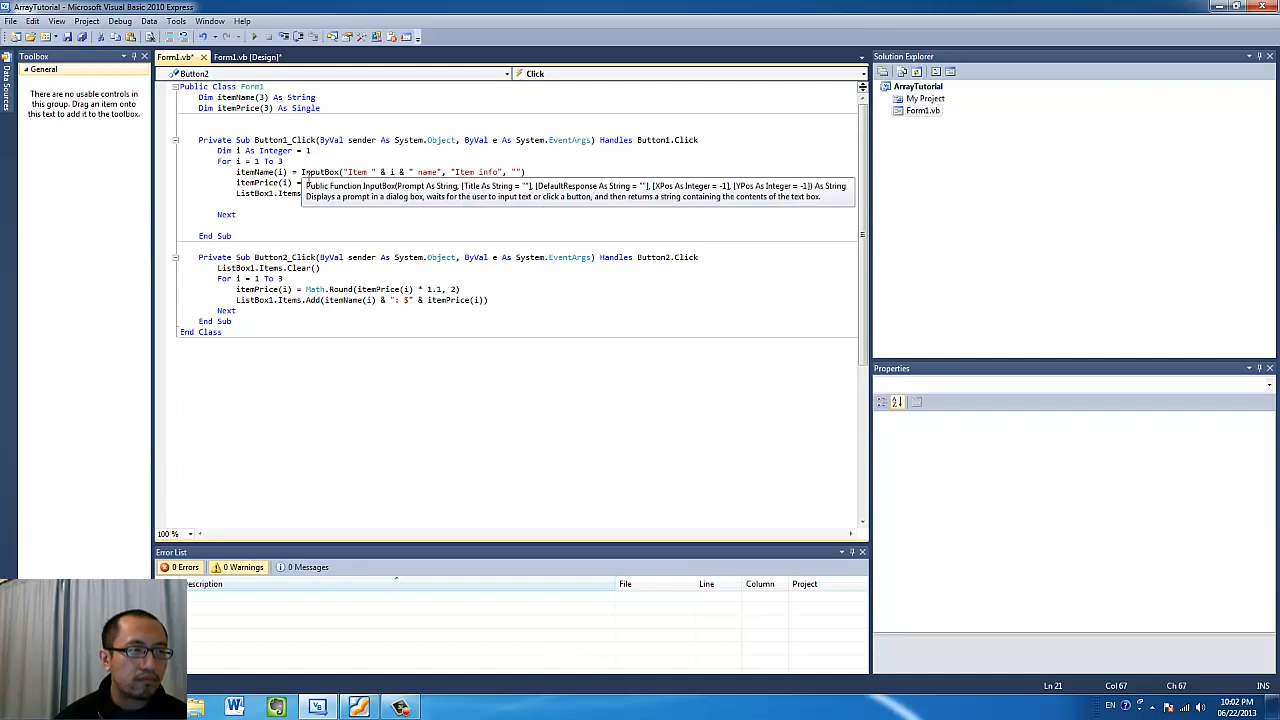 ArrayTutorial - Microsoft Visual Basic 2010 Express
File Edit View Project Debug Data Tools Window Help
Toolbox
General
There are no usable controls in
this group. Drag an item onto
this text to add it to the toolbox.
Data Sources
Form1.vb*
Form1.vb [Design]*
Button2
Click
Public Class Form1
Dim itemName(3) As String
Dim itemPrice(3) As Single
Private Sub Button1_Click(ByVal sender As System.Object, ByVal e As System.EventArgs) Handles Button1.Click
Dim i As Integer = 1
For i = 1 To 3
itemName(i) = InputBox("Item " & i & " name", "Item info", "")
itemPrice(i) =
Public Function InputBox(Prompt As String, [Title As String = ""], [DefaultResponse As String = ""], [XPos As Integer = -1], [YPos As Integer = -1]) As String
ListBox1.Items
Displays a prompt in a dialog box, waits for the user to input text or click a button, and then returns a string containing the contents of the text box.
Next
End Sub
Private Sub Button2_Click(ByVal sender As System.Object, ByVal e As System.EventArgs) Handles Button2.Click
ListBox1.Items.Clear()
For i = 1 To 3
itemPrice(i) = Math.Round(itemPrice(i) * 1.1, 2)
ListBox1.Items.Add(itemName(i) & ": $" & itemPrice(i))
Next
End Sub
End Class
100 %
Error List
0 Errors
0 Warnings
0 Messages
escription
File
Line
Column
Project
Solution Explorer
ArrayTutorial
My Project
Form1.vb
Properties
Ln 21
Col 67
Ch 67
INS
EN
10:02 PM
06/22/2013